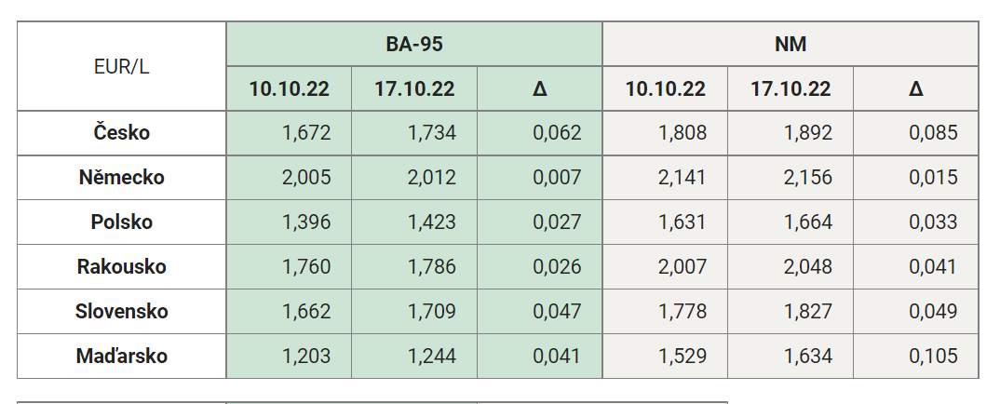 EUR/L BA-95 NM
10.10.22 17.10.22 Δ 10.10.22 17.10.22 Δ
Česko 1,672 1,734 0,062 1,808 1,892 0,085
Německo 2,005 2,012 0,007 2,141 2,156 0,015
Polsko 1,396 1,423 0,027 1,631 1,664 0,033
Rakousko 1,760 1,786 0,026 2,007 2,048 0,041
Slovensko 1,662 1,709 0,047 1,778 1,827 0,049
Maďarsko 1,203 1,244 0,041 1,529 1,634 0,105